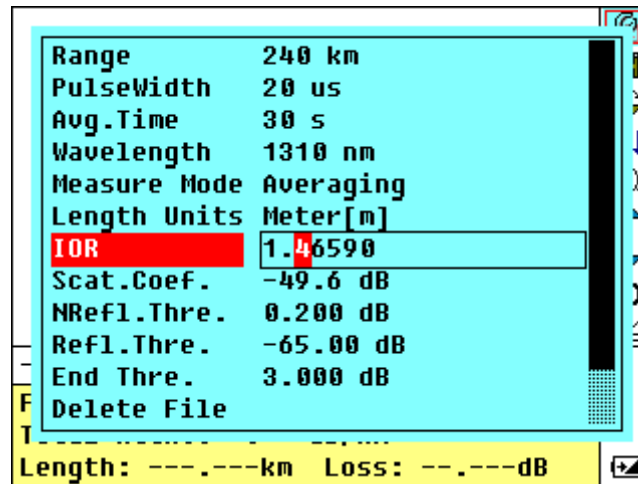 Range 240 km
PulseWidth 20 us
Avg.Time 30 s
Wavelength 1310 nm
Measure Mode Averaging
Length Units Meter[m]
IOR 1.46590
Scat.Coef. -49.6 dB
NRefl.Thre. 0.200 dB
Refl.Thre. -65.00 dB
End Thre. 3.000 dB
Delete File
Length: ---.---km Loss: --.---dB